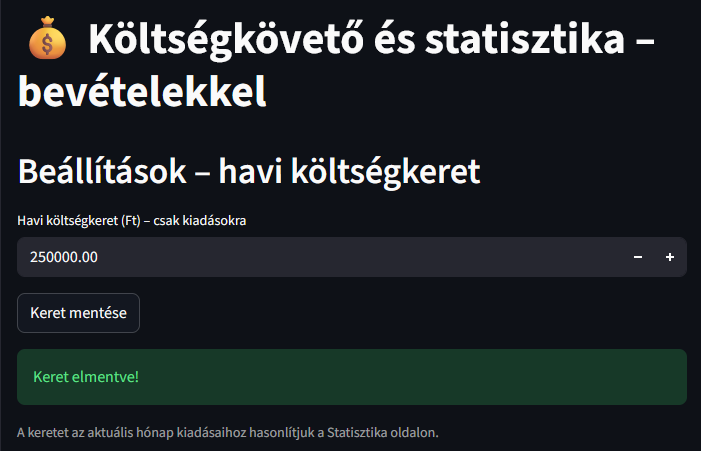 Költségkövető és statisztika –
bevételekkel
Beállítások – havi költségkeret
Havi költségkeret (Ft) – csak kiadásokra
250000.00
Keret mentése
Keret elmentve!
A keretet az aktuális hónap kiadásaihoz hasonlítjuk a Statisztika oldalon.